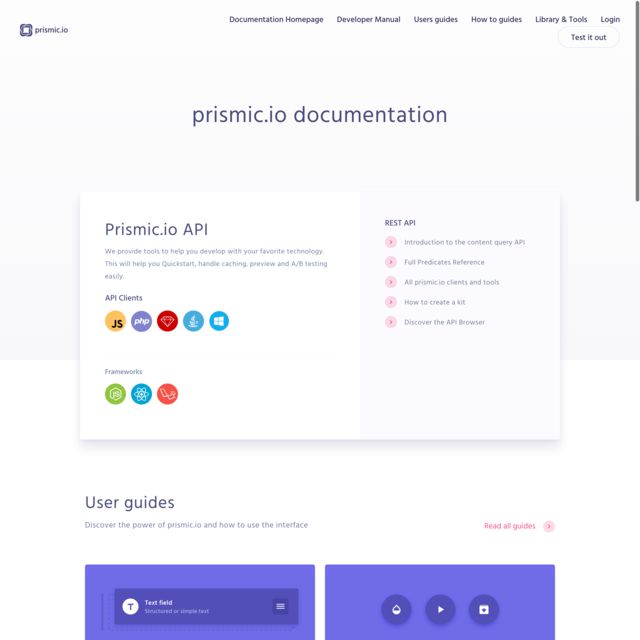 prismic.io
Documentation Homepage
Developer Manual
Users guides
How to guides
Library & Tools
Login
Test it out
prismic.io documentation
Prismic.io API
We provide tools to help you develop with your favorite technology.
This will help you Quickstart, handle caching, preview and A/B testing
easily.
API Clients
JS
php
Frameworks
JS
REST API
Introduction to the content query API
Full Predicates Reference
All prismic.io clients and tools
How to create a kit
Discover the API Browser
User guides
Discover the power of prismic.io and how to use the interface
Read all guides
T
Text field
Structured or simple text